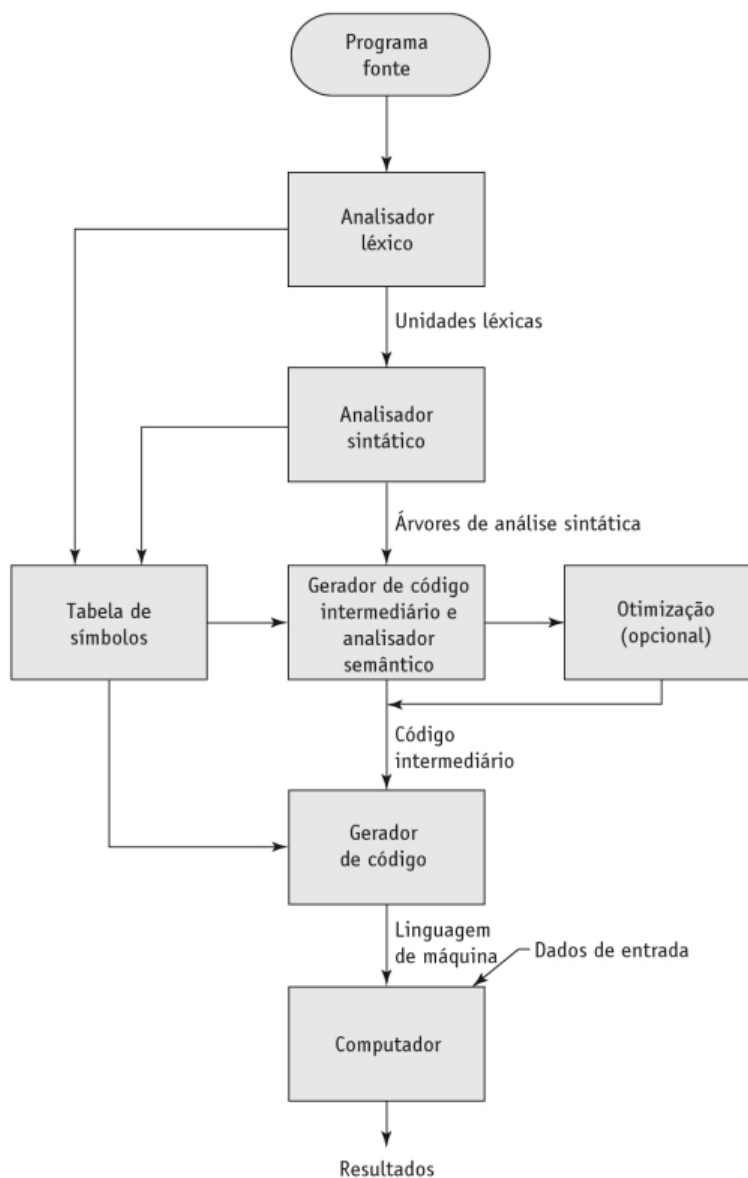 Programa
fonte
Analisador
léxico
Unidades léxicas
Analisador
sintático
Árvores de análise sintática
Tabela de
símbolos
Gerador de código
intermediário e
analisador
semântico
Otimização
(opcional)
Código
intermediário
Gerador
de código
Linguagem
de máquina
Dados de entrada
Computador
Resultados